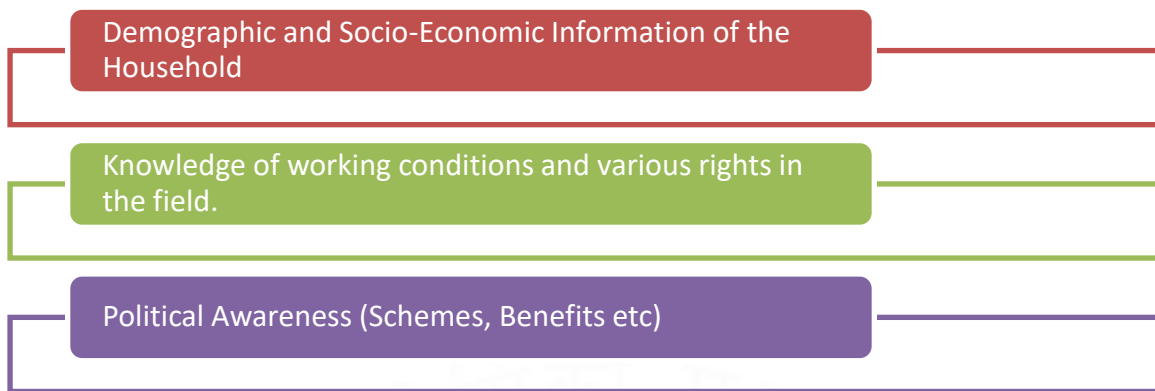 Demographic and Socio-Economic Information of the
Household
Knowledge of working conditions and various rights in
the field.
Political Awareness (Schemes, Benefits etc)